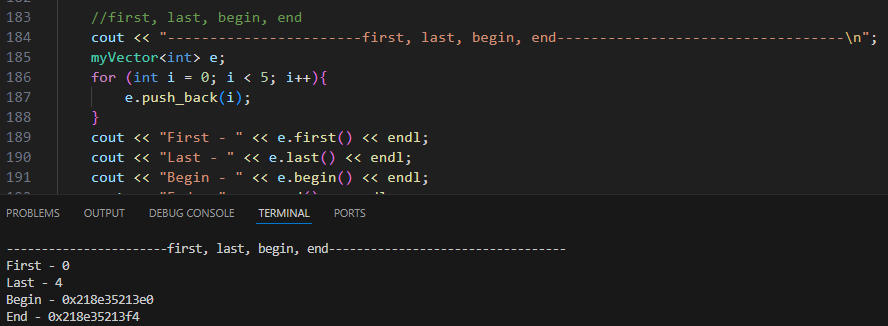 183 //first, last, begin, end
184 cout << "-----------------------first, last, begin, end----------------------------------\n";
185 myVector<int> e;
186 for (int i = 0; i < 5; i++){
187 e.push_back(i);
188 }
189 cout << "First - " << e.first() << endl;
190 cout << "Last - " << e.last() << endl;
191 cout << "Begin - " << e.begin() << endl;
PROBLEMS OUTPUT DEBUG CONSOLE TERMINAL PORTS
-----------------------first, last, begin, end----------------------------------
First - 0
Last - 4
Begin - 0x218e35213e0
End - 0x218e35213f4